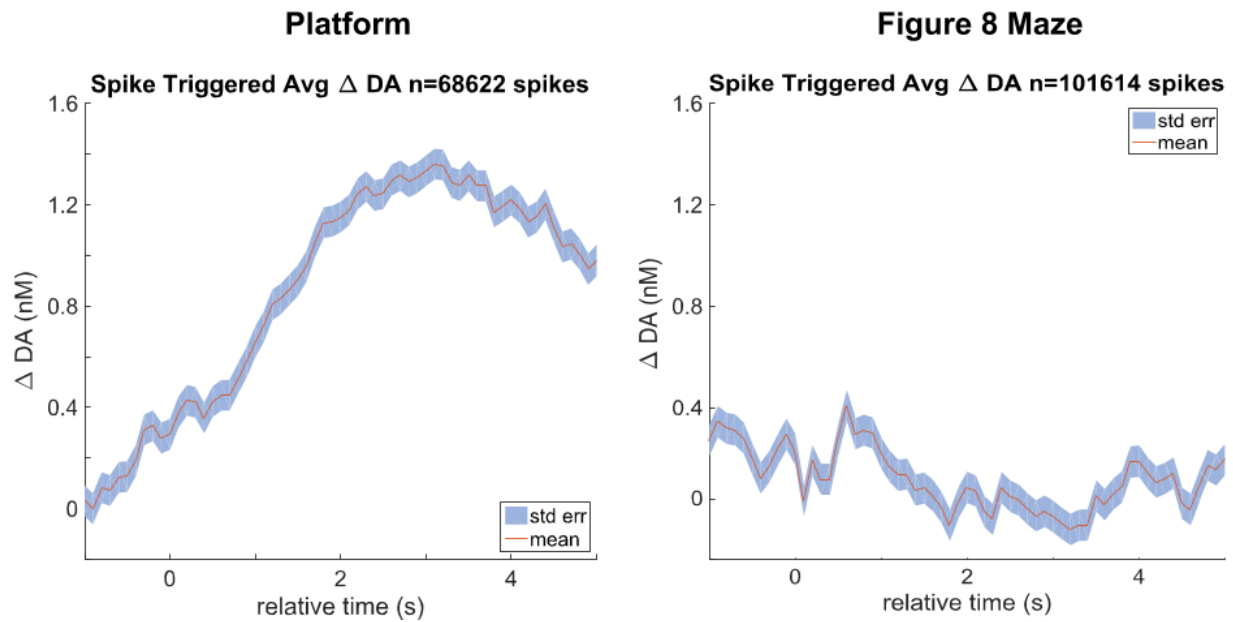 Platform
Spike Triggered Avg Δ DA n=68622 spikes
1.6
1.2
0.8
0.4
0
Δ DA (nM)
std err
mean
0
2
4
relative time (s)
Figure 8 Maze
Spike Triggered Avg Δ DA n=101614 spikes
1.6
1.2
0.8
0.4
0
Δ DA (nM)
std err
mean
0
2
4
relative time (s)